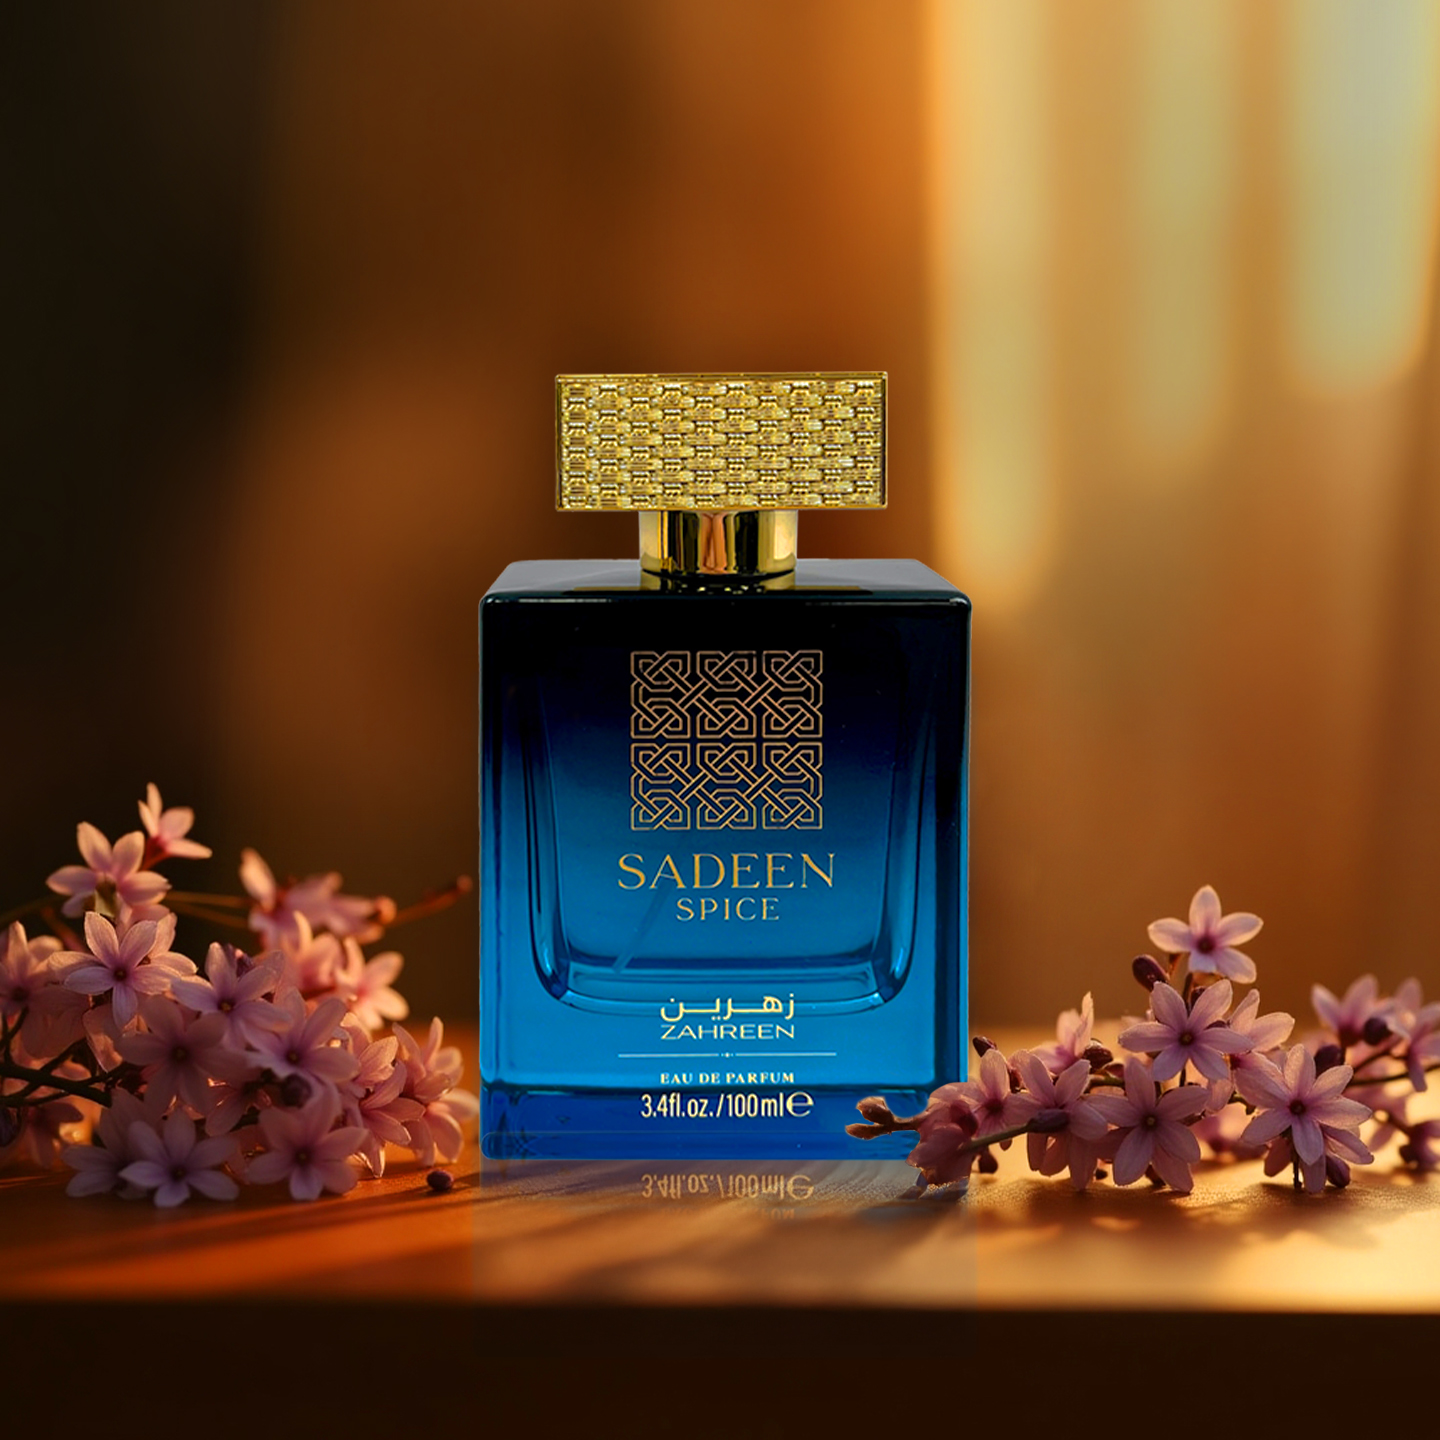 SADEEN
SPICE
زهرين
ZAHREEN
EAU DE PARFUM
3.4fl.oz./100ml℮